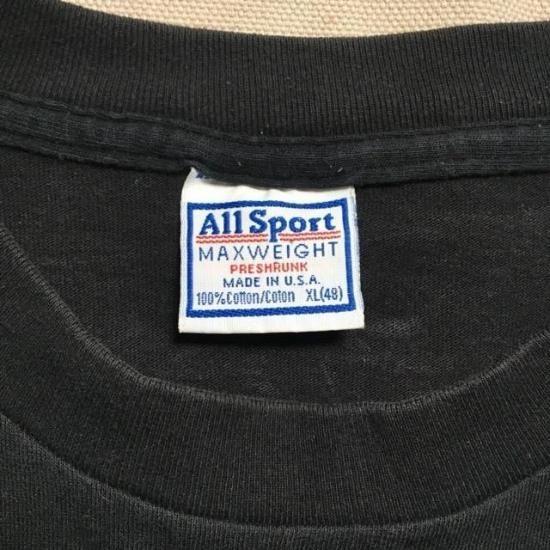 All Sport
MAXWEIGHT
PRESHRUNK
MADE IN U.S.A.
100% Cotton/Coton XL(48)